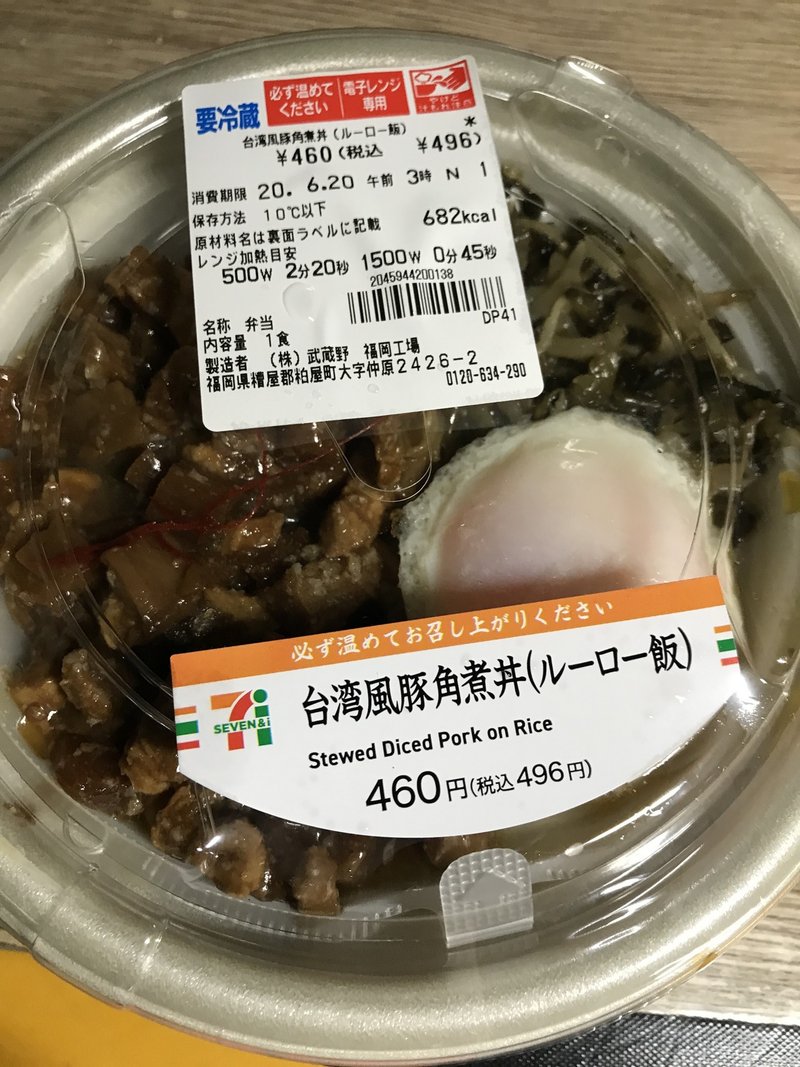 要冷蔵
必ず温めて
ください
電子レンジ
専用
やけど
汁もれ注意
台湾風豚角煮丼(ルーロー飯) *
¥460(税込 ¥496)
消費期限 20. 6.20 午前 3時 N 1
保存方法 10℃以下
原材料名は裏面ラベルに記載 682kcal
レンジ加熱目安
500W 2分20秒 1500W 0分45秒
2045944200138
DP41
名称 弁当
内容量 1食
製造者 (株)武蔵野 福岡工場
福岡県糟屋郡粕屋町大字仲原2426-2
0120-634-290
必ず温めてお召し上がりください
SEVEN&i
台湾風豚角煮丼(ルーロー飯)
Stewed Diced Pork on Rice
460円(税込496円)